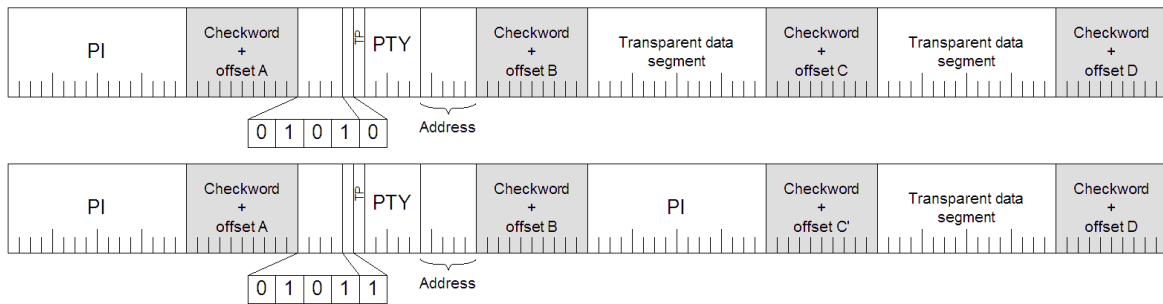 PI
Checkword
+
offset A
TP
PTY
Checkword
+
offset B
Transparent data
segment
Checkword
+
offset C
Transparent data
segment
Checkword
+
offset D
0 1 0 1 0
Address
PI
Checkword
+
offset A
TP
PTY
Checkword
+
offset B
PI
Checkword
+
offset C'
Transparent data
segment
Checkword
+
offset D
0 1 0 1 1
Address